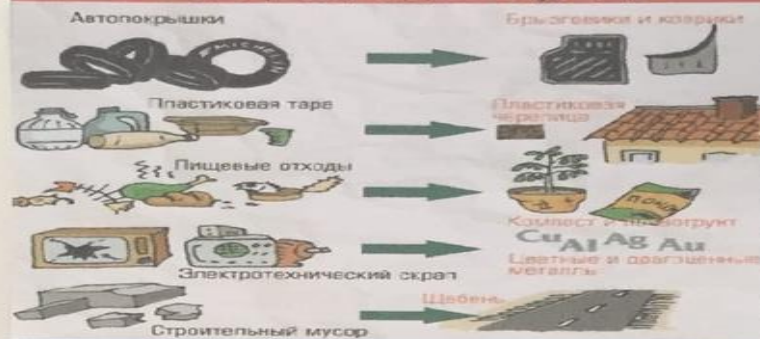 Автопокрышки
Брызговики и коврики
MICHELIN
Пластиковая тара
Пластиковая
черепица
Пищевые отходы
Компост и почвогрунт
Cu Al Ag Au
Цветные и драгоценные
металлы
Электротехнический скрап
Щебень
Строительный мусор